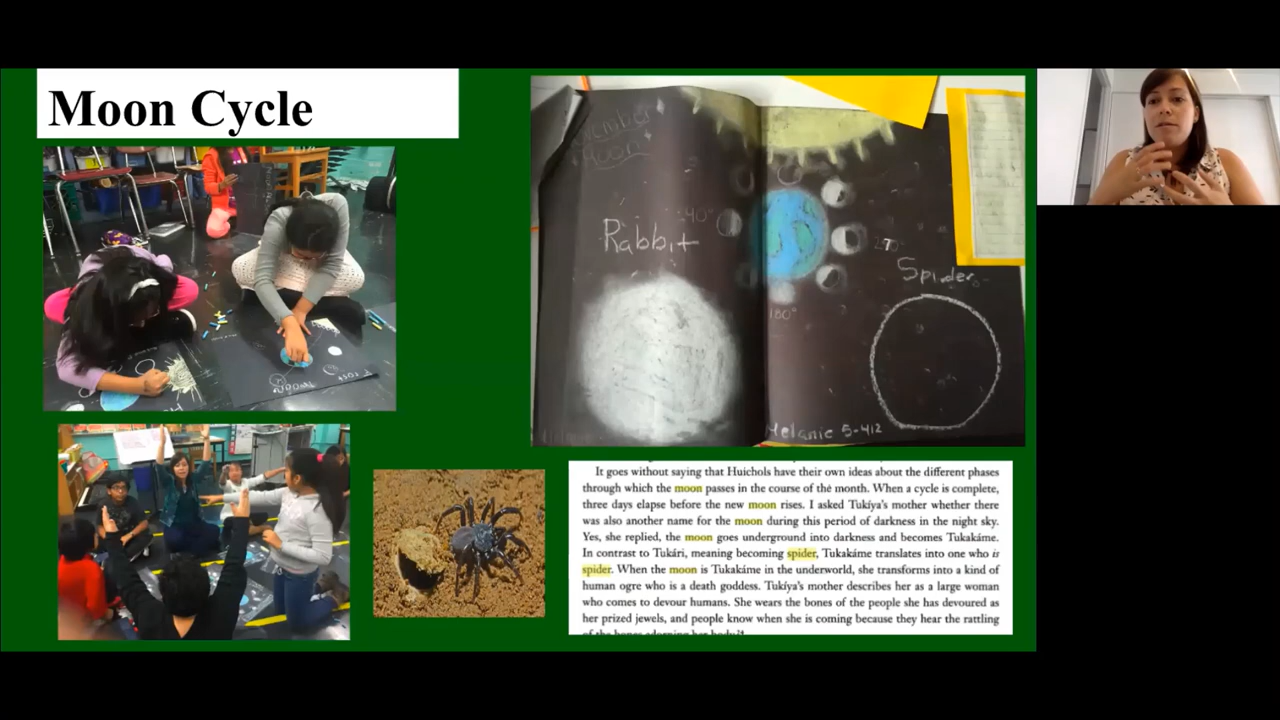 Moon Cycle
Moon
Rabbit
Spider
180°
Melanie 5-412
It goes without saying that Huichols have their own ideas about the different phases
through which the moon passes in the course of the month. When a cycle is complete,
three days elapse before the new moon rises. I asked Tukíya's mother whether there
was also another name for the moon during this period of darkness in the night sky.
Yes, she replied, the moon goes underground into darkness and becomes Tukakáme.
In contrast to Tukári, meaning becoming spider, Tukakáme translates into one who is
spider. When the moon is Tukakáme in the underworld, she transforms into a kind of
human ogre who is a death goddess. Tukíya's mother describes her as a large woman
who comes to devour humans. She wears the bones of the people she has devoured as
her prized jewels, and people know when she is coming because they hear the rattling